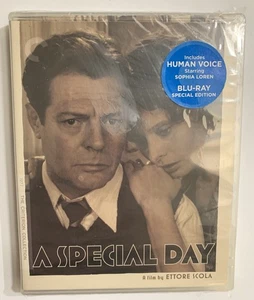 Includes
HUMAN VOICE
Starring
SOPHIA LOREN
BLU-RAY
SPECIAL EDITION
THE CRITERION COLLECTION
A SPECIAL DAY
A film by ETTORE SCOLA